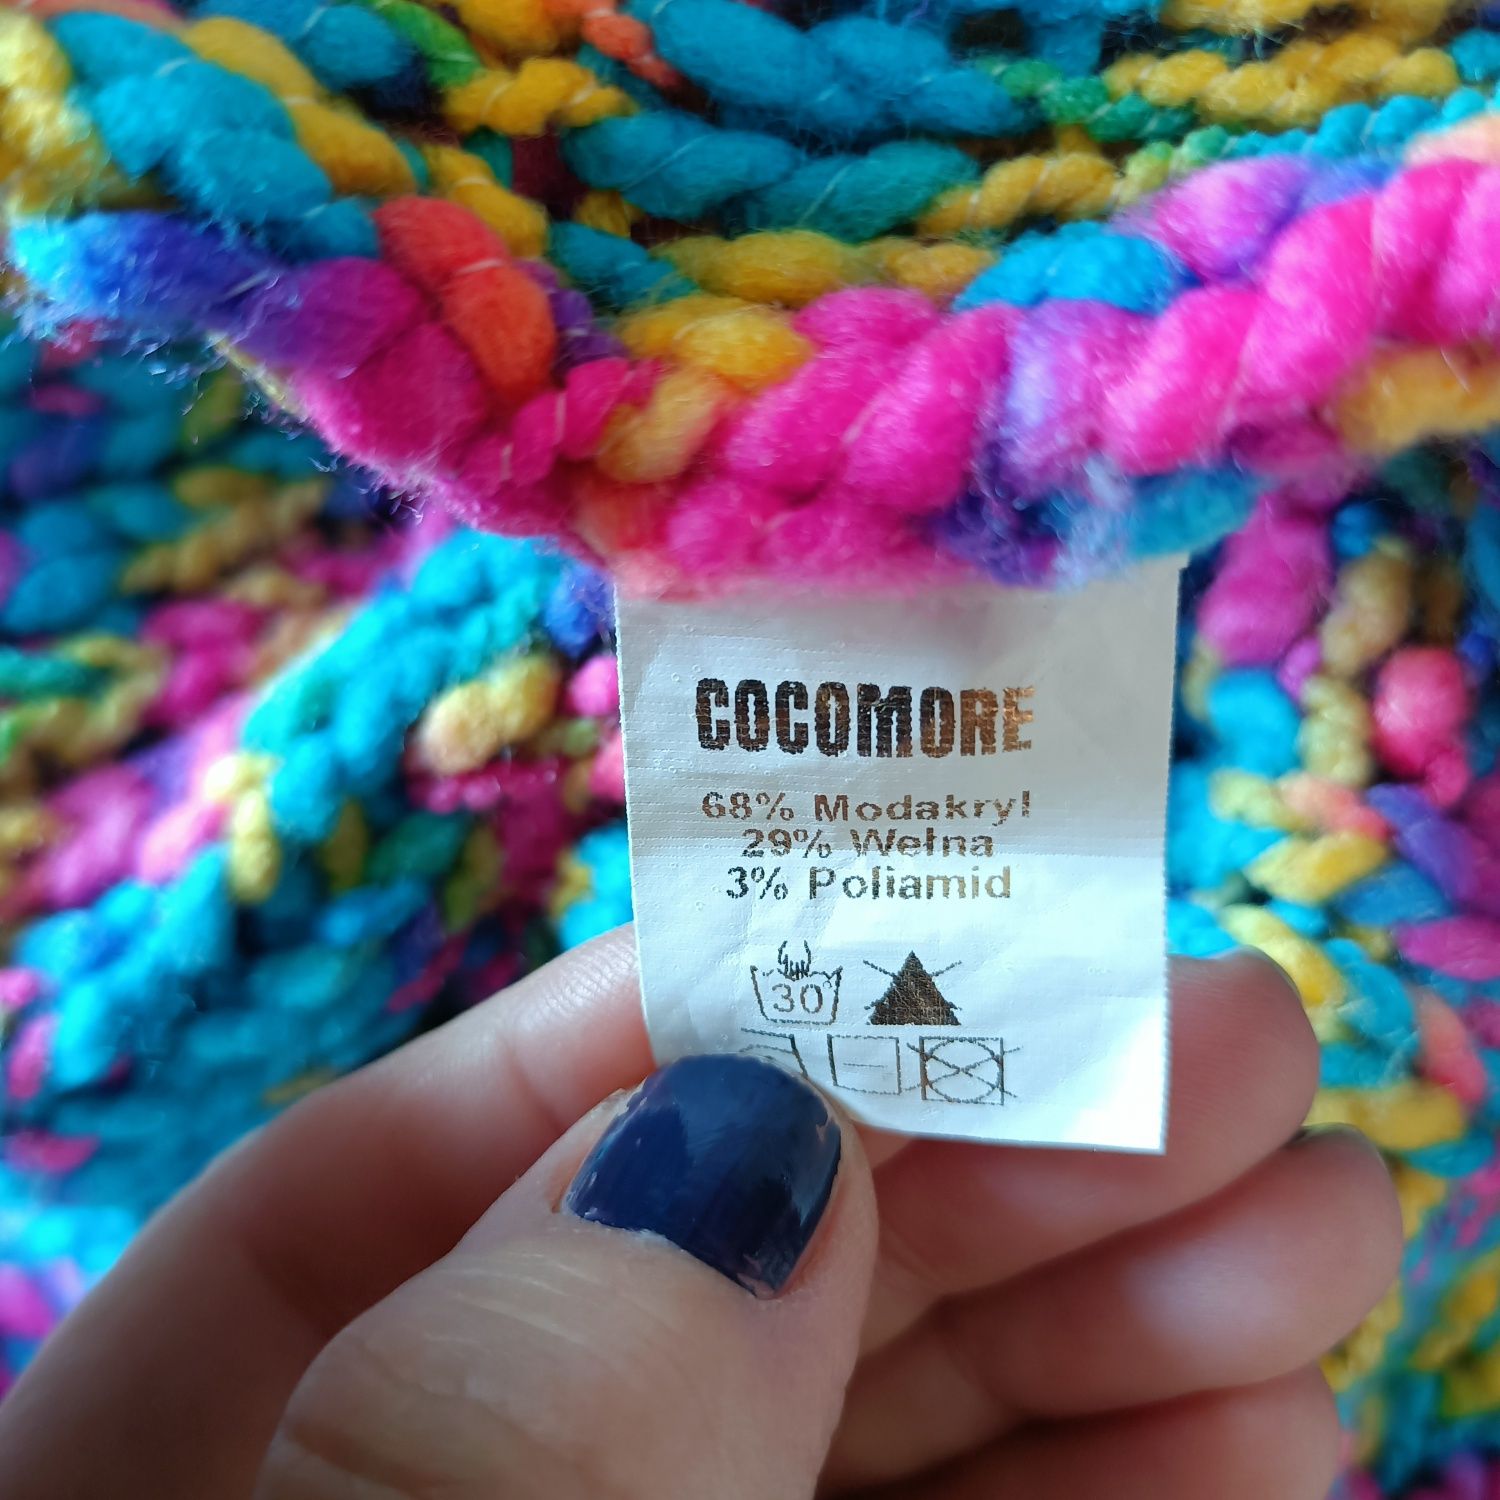 COCOMORE
68% Modakryl
29% Wełna
3% Poliamid
30°